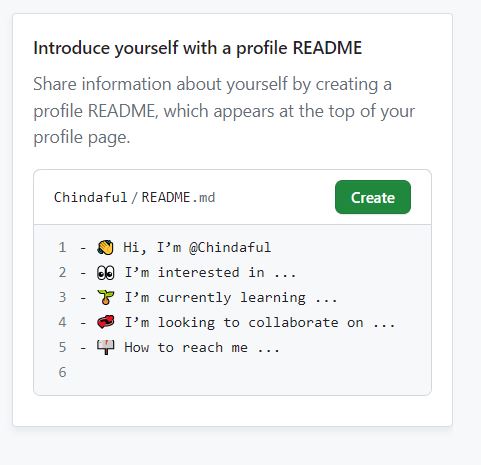 Introduce yourself with a profile README
Share information about yourself by creating a
profile README, which appears at the top of your
profile page.
Chindaful/README.md
Create
1 - 👋 Hi, I’m @Chindaful
2 - 👀 I’m interested in ...
3 - 🌱 I’m currently learning ...
4 - 💞️ I’m looking to collaborate on ...
5 - 📫 How to reach me ...
6